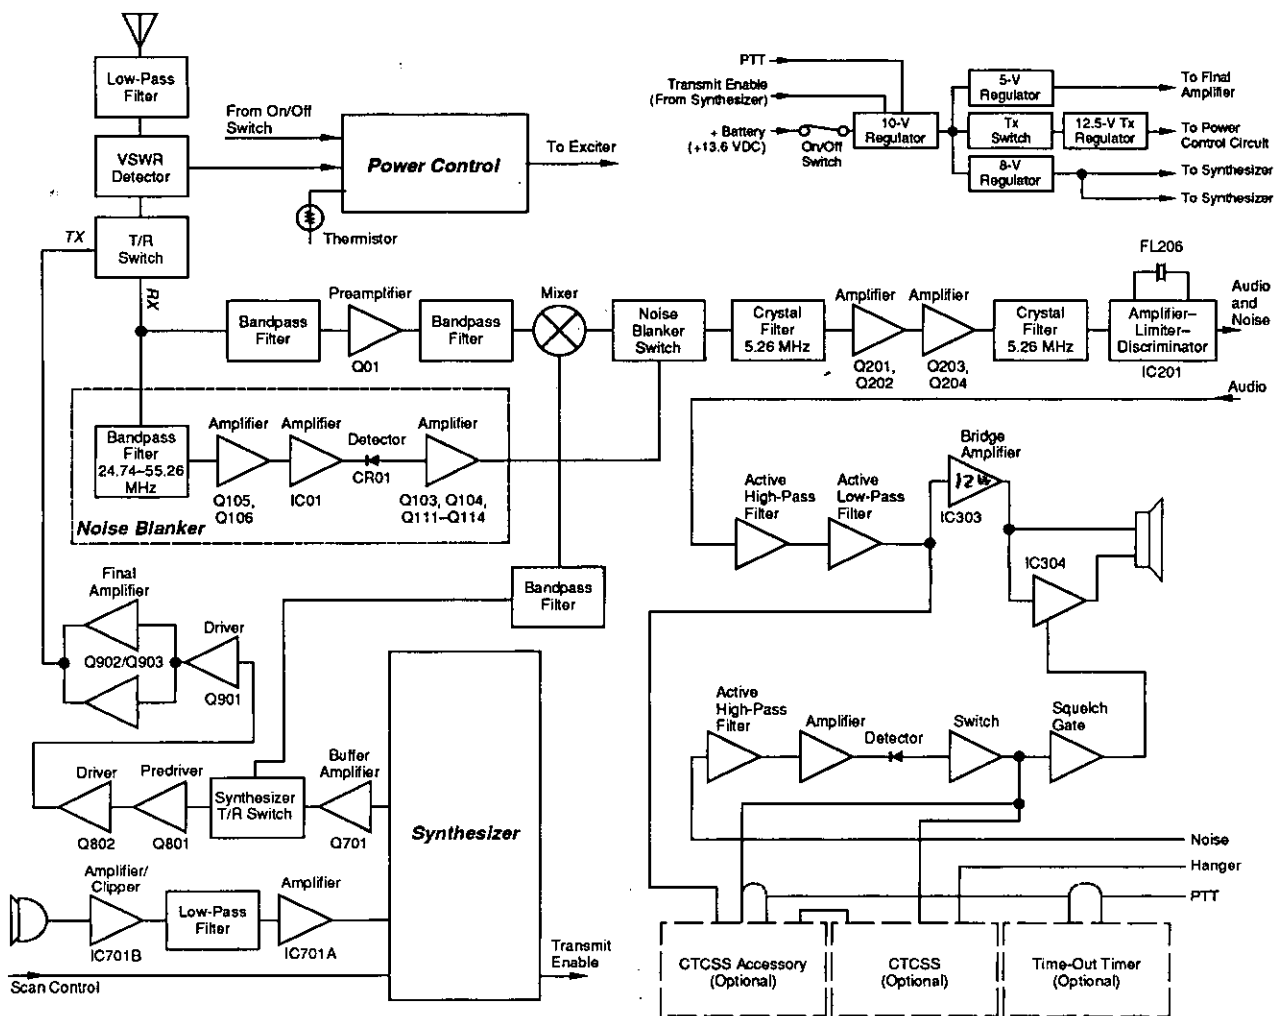 Low-Pass
Filter
VSWR
Detector
T/R
Switch
TX
RX
From On/Off
Switch
Power Control
To Exciter
Thermistor
PTT
Transmit Enable
(From Synthesizer)
+ Battery
(+13.6 VDC)
On/Off
Switch
10-V
Regulator
5-V
Regulator
Tx
Switch
12.5-V Tx
Regulator
8-V
Regulator
To Final
Amplifier
To Power
Control Circuit
To Synthesizer
To Synthesizer
Bandpass
Filter
Preamplifier
Q01
Bandpass
Filter
Mixer
Noise
Blanker
Switch
Crystal
Filter
5.26 MHz
Amplifier
Q201,
Q202
Amplifier
Q203,
Q204
Crystal
Filter
5.26 MHz
FL206
Amplifier–
Limiter–
Discriminator
IC201
Audio
and
Noise
Audio
Bandpass
Filter
24.74–55.26
MHz
Amplifier
Q105,
Q106
Amplifier
IC01
Detector
CR01
Amplifier
Q103, Q104,
Q111–Q114
Noise Blanker
Bandpass
Filter
Active
High-Pass
Filter
Active
Low-Pass
Filter
Bridge
Amplifier
12W
IC303
IC304
Final
Amplifier
Q902/Q903
Driver
Q901
Driver
Q802
Predriver
Q801
Synthesizer
T/R Switch
Buffer
Amplifier
Q701
Synthesizer
Amplifier/
Clipper
IC701B
Low-Pass
Filter
Amplifier
IC701A
Scan Control
Transmit
Enable
Active
High-Pass
Filter
Amplifier
Detector
Switch
Squelch
Gate
Noise
Hanger
PTT
CTCSS Accessory
(Optional)
CTCSS
(Optional)
Time-Out Timer
(Optional)